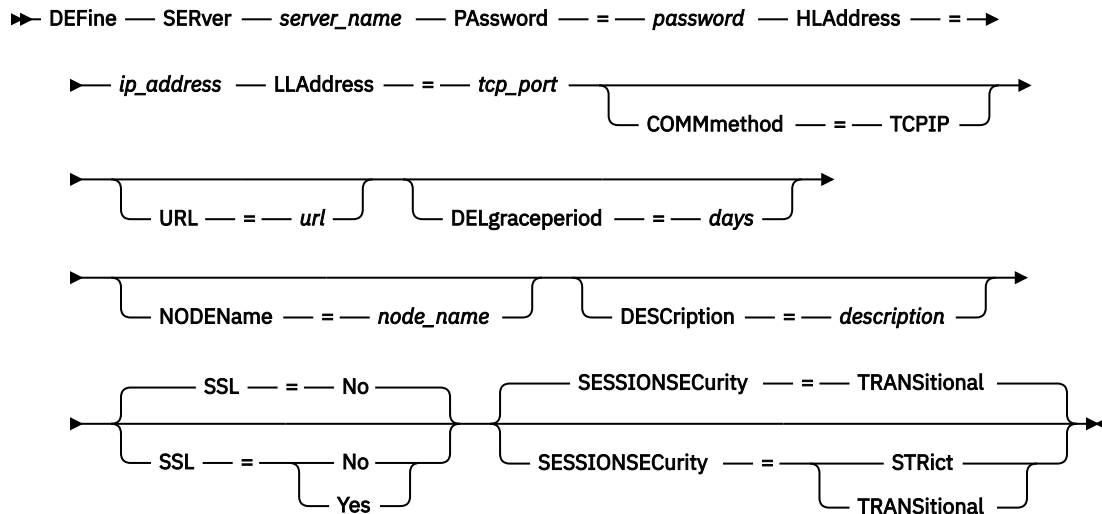 DEFine SERver server_name PAssword = password HLAddress =
ip_address LLAddress = tcp_port
COMMmethod = TCPIP
URL = url DELgraceperiod = days
NODEName = node_name DESCription = description
SSL = No SESSIONSECurity = TRANSitional
SSL = No SESSIONSECurity = STRict
Yes TRANSitional